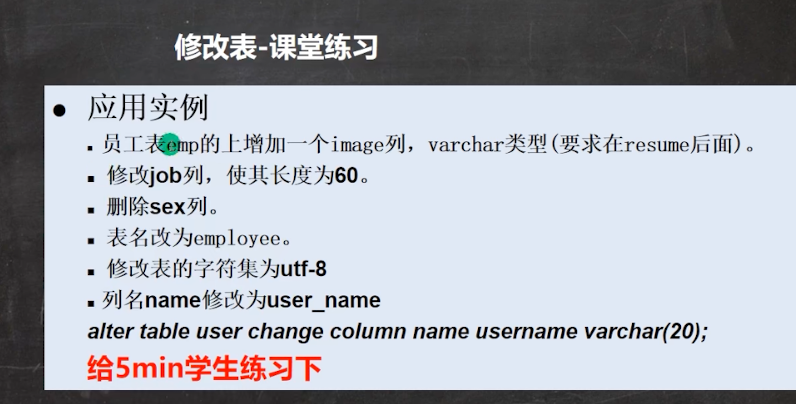 修改表-课堂练习
● 应用实例
▪ 员工表emp的上增加一个image列，varchar类型(要求在resume后面)。
▪ 修改job列，使其长度为60。
▪ 删除sex列。
▪ 表名改为employee。
▪ 修改表的字符集为utf-8
▪ 列名name修改为user_name
alter table user change column name username varchar(20);
给5min学生练习下